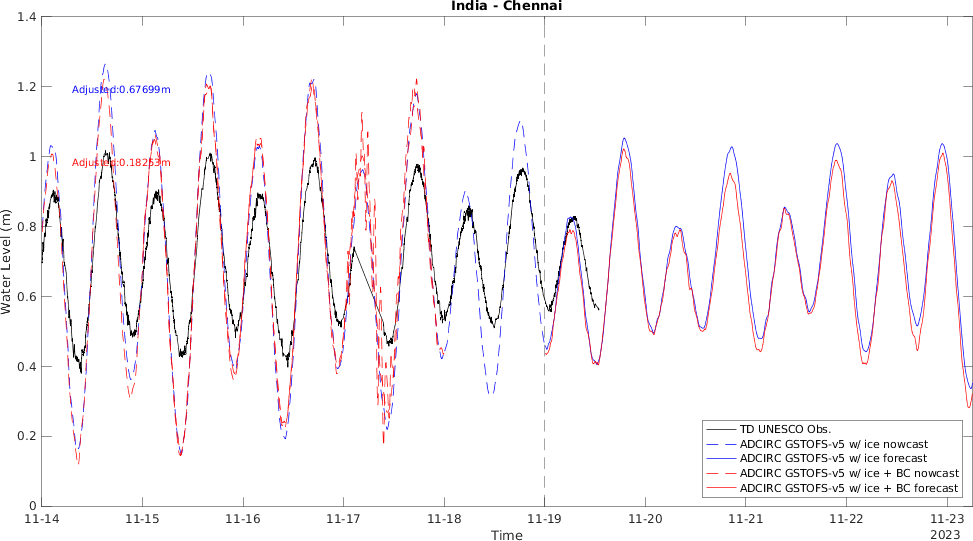 India - Chennai
Water Level (m)
1.4
1.2
1
0.8
0.6
0.4
0.2
0
Adjusted:0.67699m
Adjusted:0.18253m
TD UNESCO Obs.
ADCIRC GSTOFS-v5 w/ ice nowcast
ADCIRC GSTOFS-v5 w/ ice forecast
ADCIRC GSTOFS-v5 w/ ice + BC nowcast
ADCIRC GSTOFS-v5 w/ ice + BC forecast
11-14 11-15 11-16 11-17 11-18 11-19 11-20 11-21 11-22 11-23
2023
Time